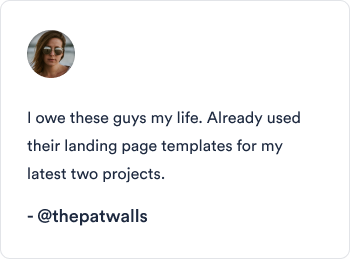 I owe these guys my life. Already used
their landing page templates for my
latest two projects.
- @thepatwalls